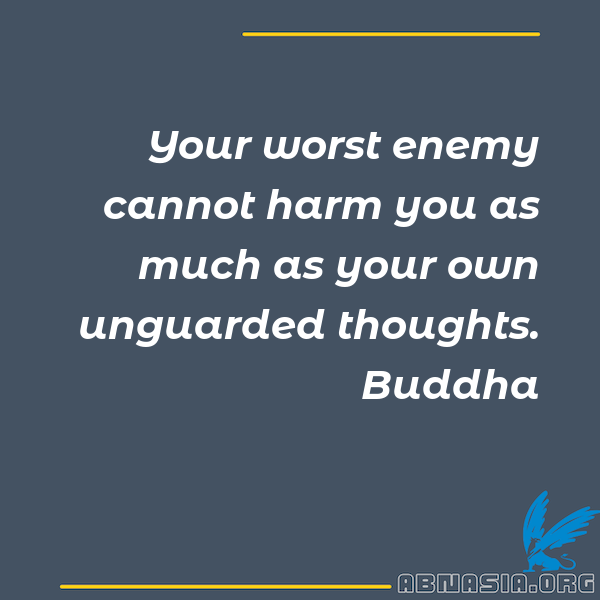 Your worst enemy
cannot harm you as
much as your own
unguarded thoughts.
Buddha
ABNASIA.ORG